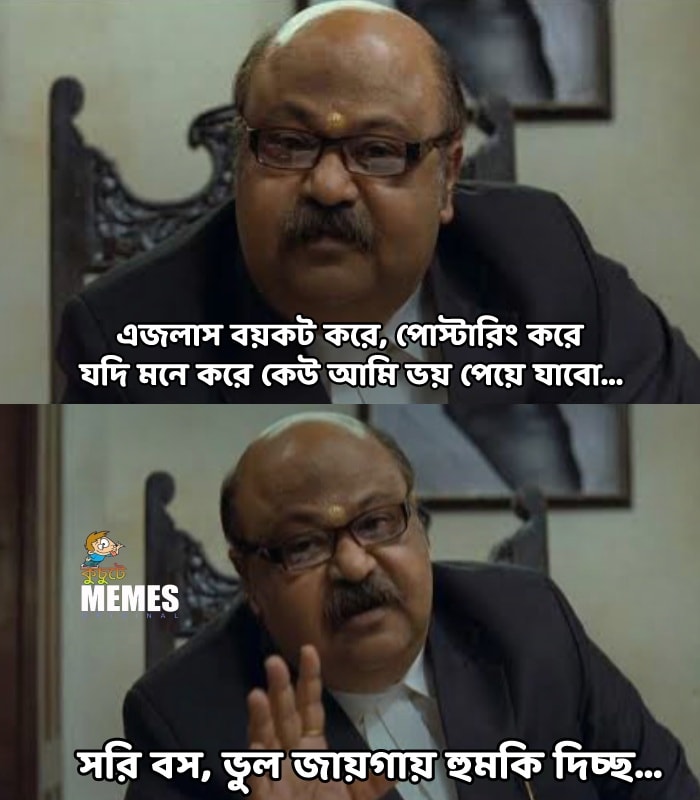 এজলাস বয়কট করে, পোস্টারিং করে
যদি মনে করে কেউ আমি ভয় পেয়ে যাবো...
কুচুটে
MEMES
সরি বস, ভুল জায়গায় হুমকি দিচ্ছ...